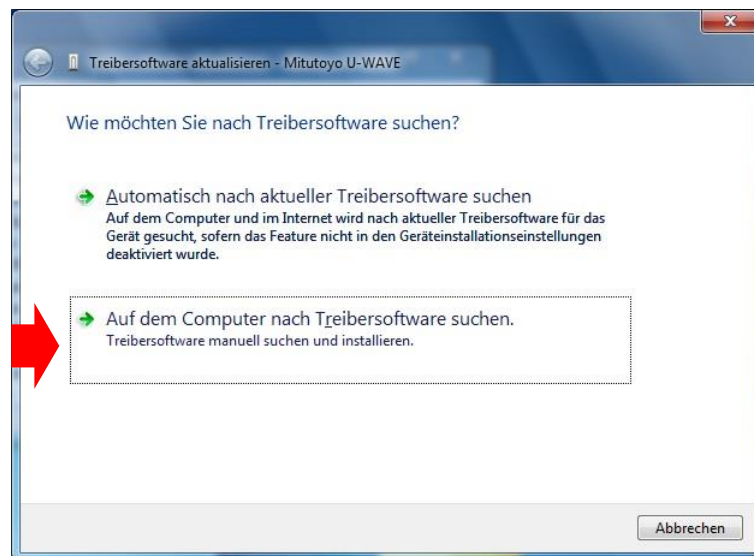 Treibersoftware aktualisieren - Mitutoyo U-WAVE
Wie möchten Sie nach Treibersoftware suchen?
Automatisch nach aktueller Treibersoftware suchen
Auf dem Computer und im Internet wird nach aktueller Treibersoftware für das
Gerät gesucht, sofern das Feature nicht in den Geräteinstallationseinstellungen
deaktiviert wurde.
Auf dem Computer nach Treibersoftware suchen.
Treibersoftware manuell suchen und installieren.
Abbrechen